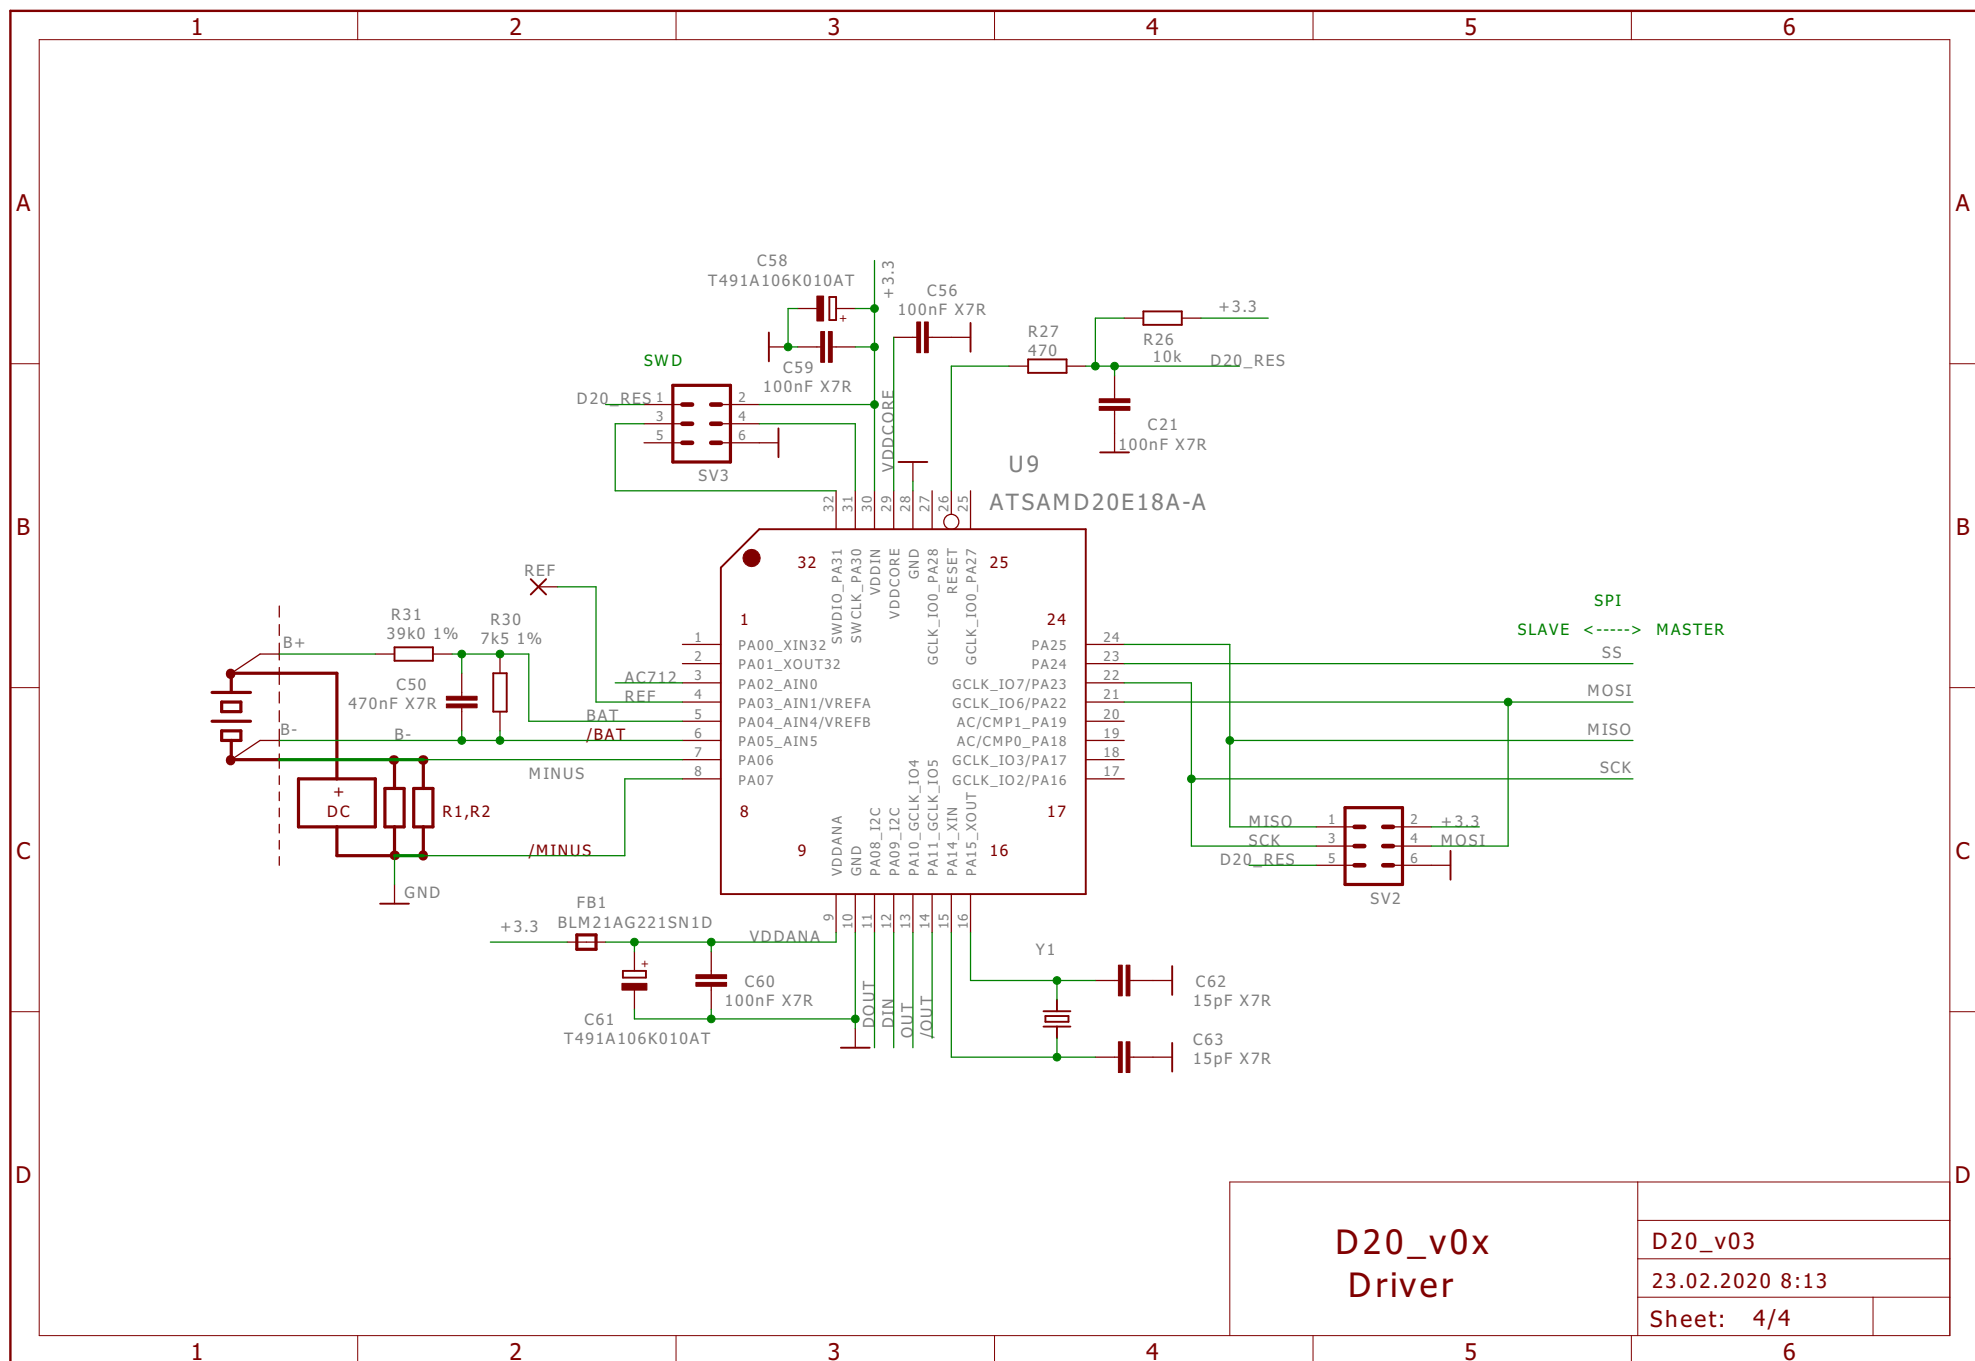 1 2 3 4 5 6
A A
C58
T491A106K010AT
+3.3
C56
100nF X7R
+3.3
R27
470
R26
10k
D20_RES
SWD
C59
100nF X7R
D20_RES
1 2
3 4
5 6
SV3
VDDCORE
C21
100nF X7R
U9
ATSAMD20E18A-A
B B
32 31 30 29 28 27 26 25
32 25
SWDIO_PA31
SWCLK_PA30
VDDIN
VDDCORE
GND
GCLK_IO0_PA28
RESET
GCLK_IO0_PA27
REF
SPI
SLAVE <-----> MASTER
R31
39k0 1%
R30
7k5 1%
B+
C50
470nF X7R
B-
B-
AC712
REF
BAT
/BAT
MINUS
/MINUS
+
DC
R1,R2
GND
1
8
1 PA00_XIN32
2 PA01_XOUT32
3 PA02_AIN0
4 PA03_AIN1/VREFA
5 PA04_AIN4/VREFB
6 PA05_AIN5
7 PA06
8 PA07
24
17
PA25 24
PA24 23
GCLK_IO7/PA23 22
GCLK_IO6/PA22 21
AC/CMP1_PA19 20
AC/CMP0_PA18 19
GCLK_IO3/PA17 18
GCLK_IO2/PA16 17
SS
MOSI
MISO
SCK
9 16
VDDANA
GND
PA08_I2C
PA09_I2C
PA10_GCLK_IO4
PA11_GCLK_IO5
PA14_XIN
PA15_XOUT
9 10 11 12 13 14 15 16
MISO 1 2 +3.3
SCK 3 4 MOSI
D20_RES 5 6
SV2
C C
FB1
BLM21AG221SN1D
+3.3
VDDANA
+
C60
100nF X7R
C61
T491A106K010AT
DOUT
DIN
OUT
/OUT
Y1
C62
15pF X7R
C63
15pF X7R
D D
D20_v0x
Driver
D20_v03
23.02.2020 8:13
Sheet: 4/4
+
1 2 3 4 5 6